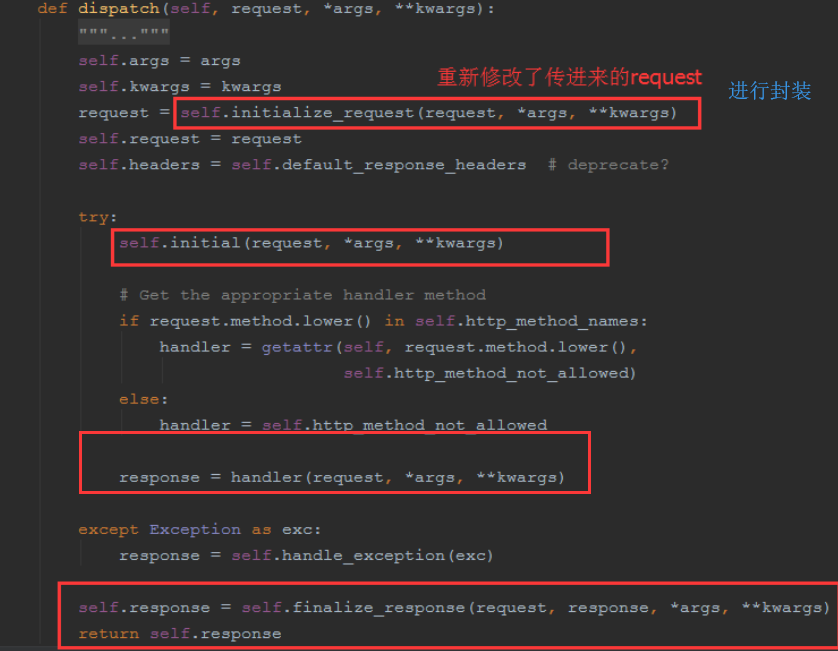 def dispatch(self, request, *args, **kwargs):
"""..."""
self.args = args
self.kwargs = kwargs
重新修改了传进来的request
进行封装
request = self.initialize_request(request, *args, **kwargs)
self.request = request
self.headers = self.default_response_headers  # deprecate?
try:
self.initial(request, *args, **kwargs)
# Get the appropriate handler method
if request.method.lower() in self.http_method_names:
handler = getattr(self, request.method.lower(),
self.http_method_not_allowed)
else:
handler = self.http_method_not_allowed
response = handler(request, *args, **kwargs)
except Exception as exc:
response = self.handle_exception(exc)
self.response = self.finalize_response(request, response, *args, **kwargs)
return self.response